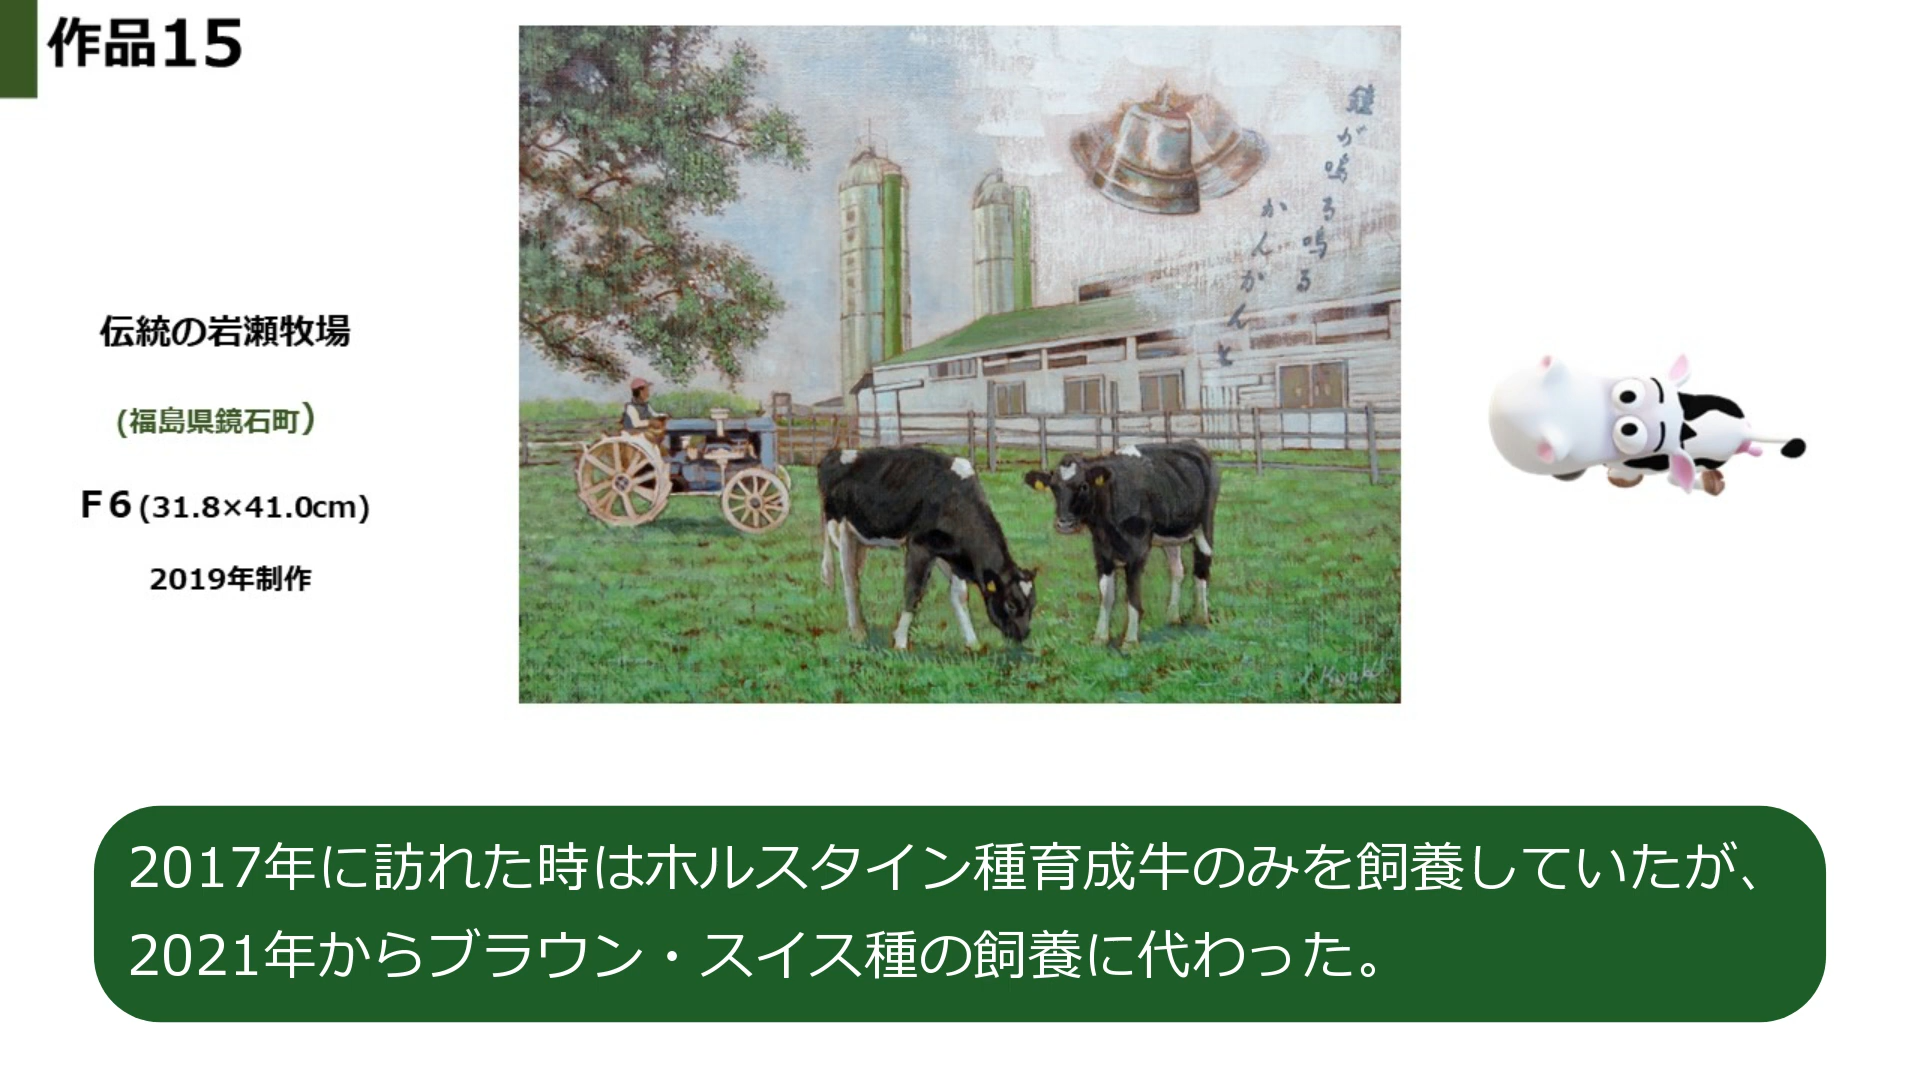 作品15
伝統の岩瀬牧場
(福島県鏡石町)
F6(31.8×41.0cm)
2019年制作
鐘が鳴る鳴る
かんかんと
2017年に訪れた時はホルスタイン種育成牛のみを飼養していたが、
2021年からブラウン・スイス種の飼養に代わった。